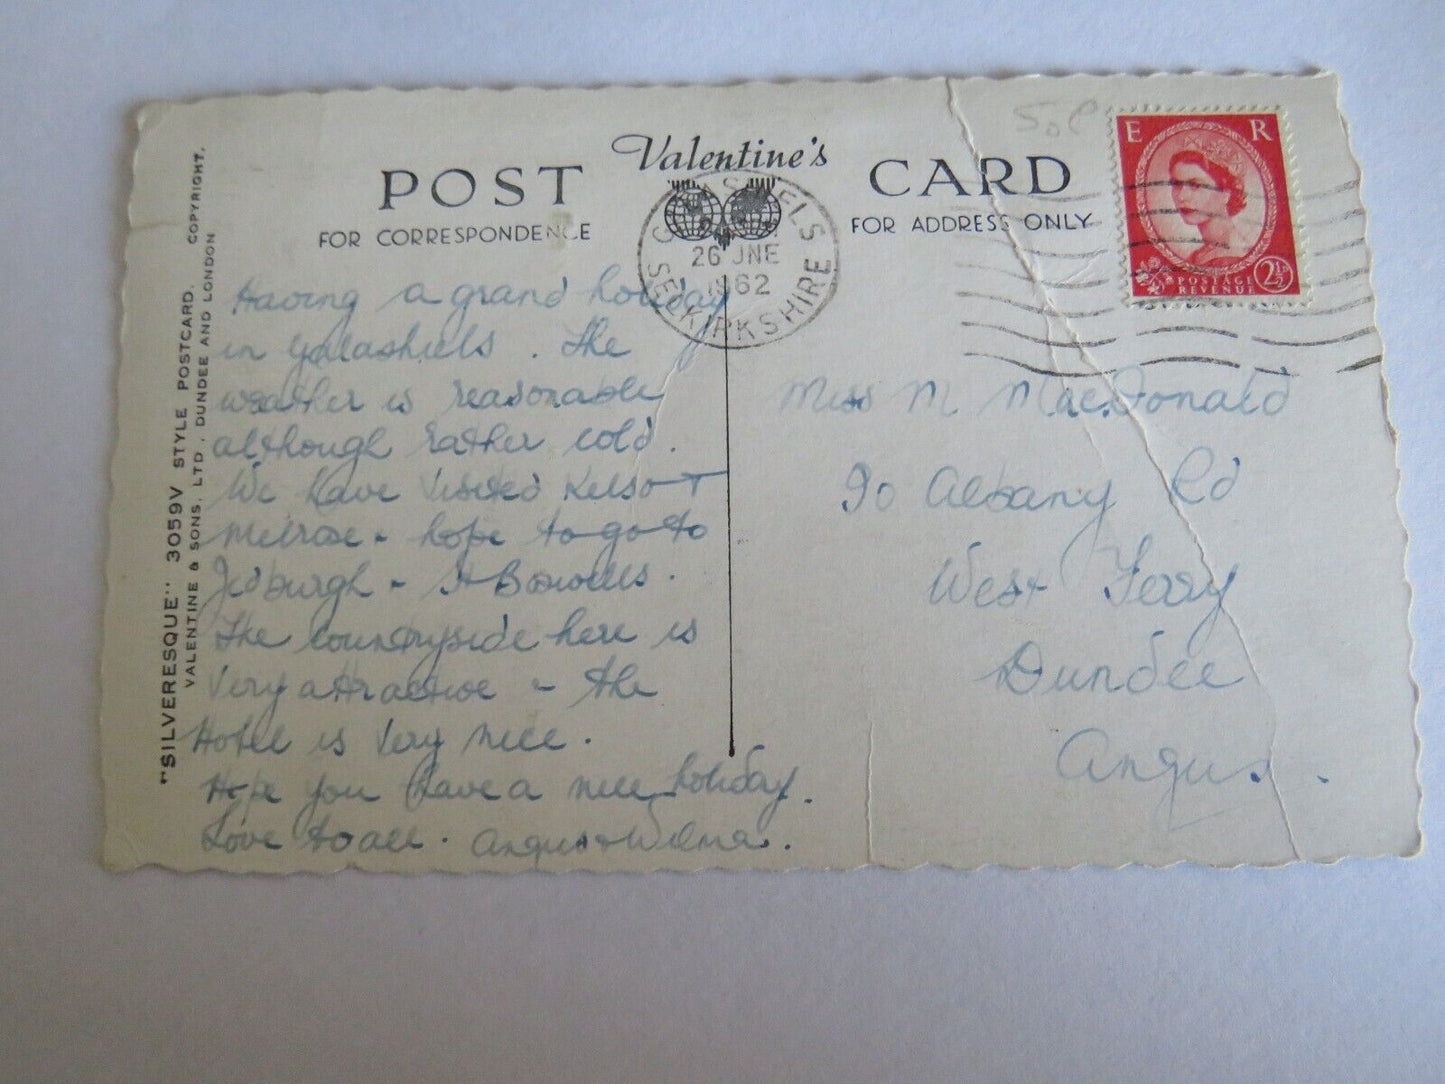 Valentine's
POST CARD
FOR CORRESPONDENCE
FOR ADDRESS ONLY
50P
E R
POSTAGE
REVENUE
2½D
GALASHIELS
26 JNE
1962
SELKIRKSHIRE
"SILVERESQUE" 3059V STYLE POSTCARD. COPYRIGHT.
VALENTINE & SONS, LTD., DUNDEE AND LONDON
Having a grand holiday
in Galashiels. The
weather is reasonable
although rather cold.
We have visited Kelso +
Melrose - hope to go to
Jedburgh - St Boswells.
The countryside here is
very attractive - the
Hotel is very nice.
Hope you have a nice holiday.
Love to all. Angus + Wilma.
Miss M. MacDonald
90 Albany Rd
West Ferry
Dundee
Angus.